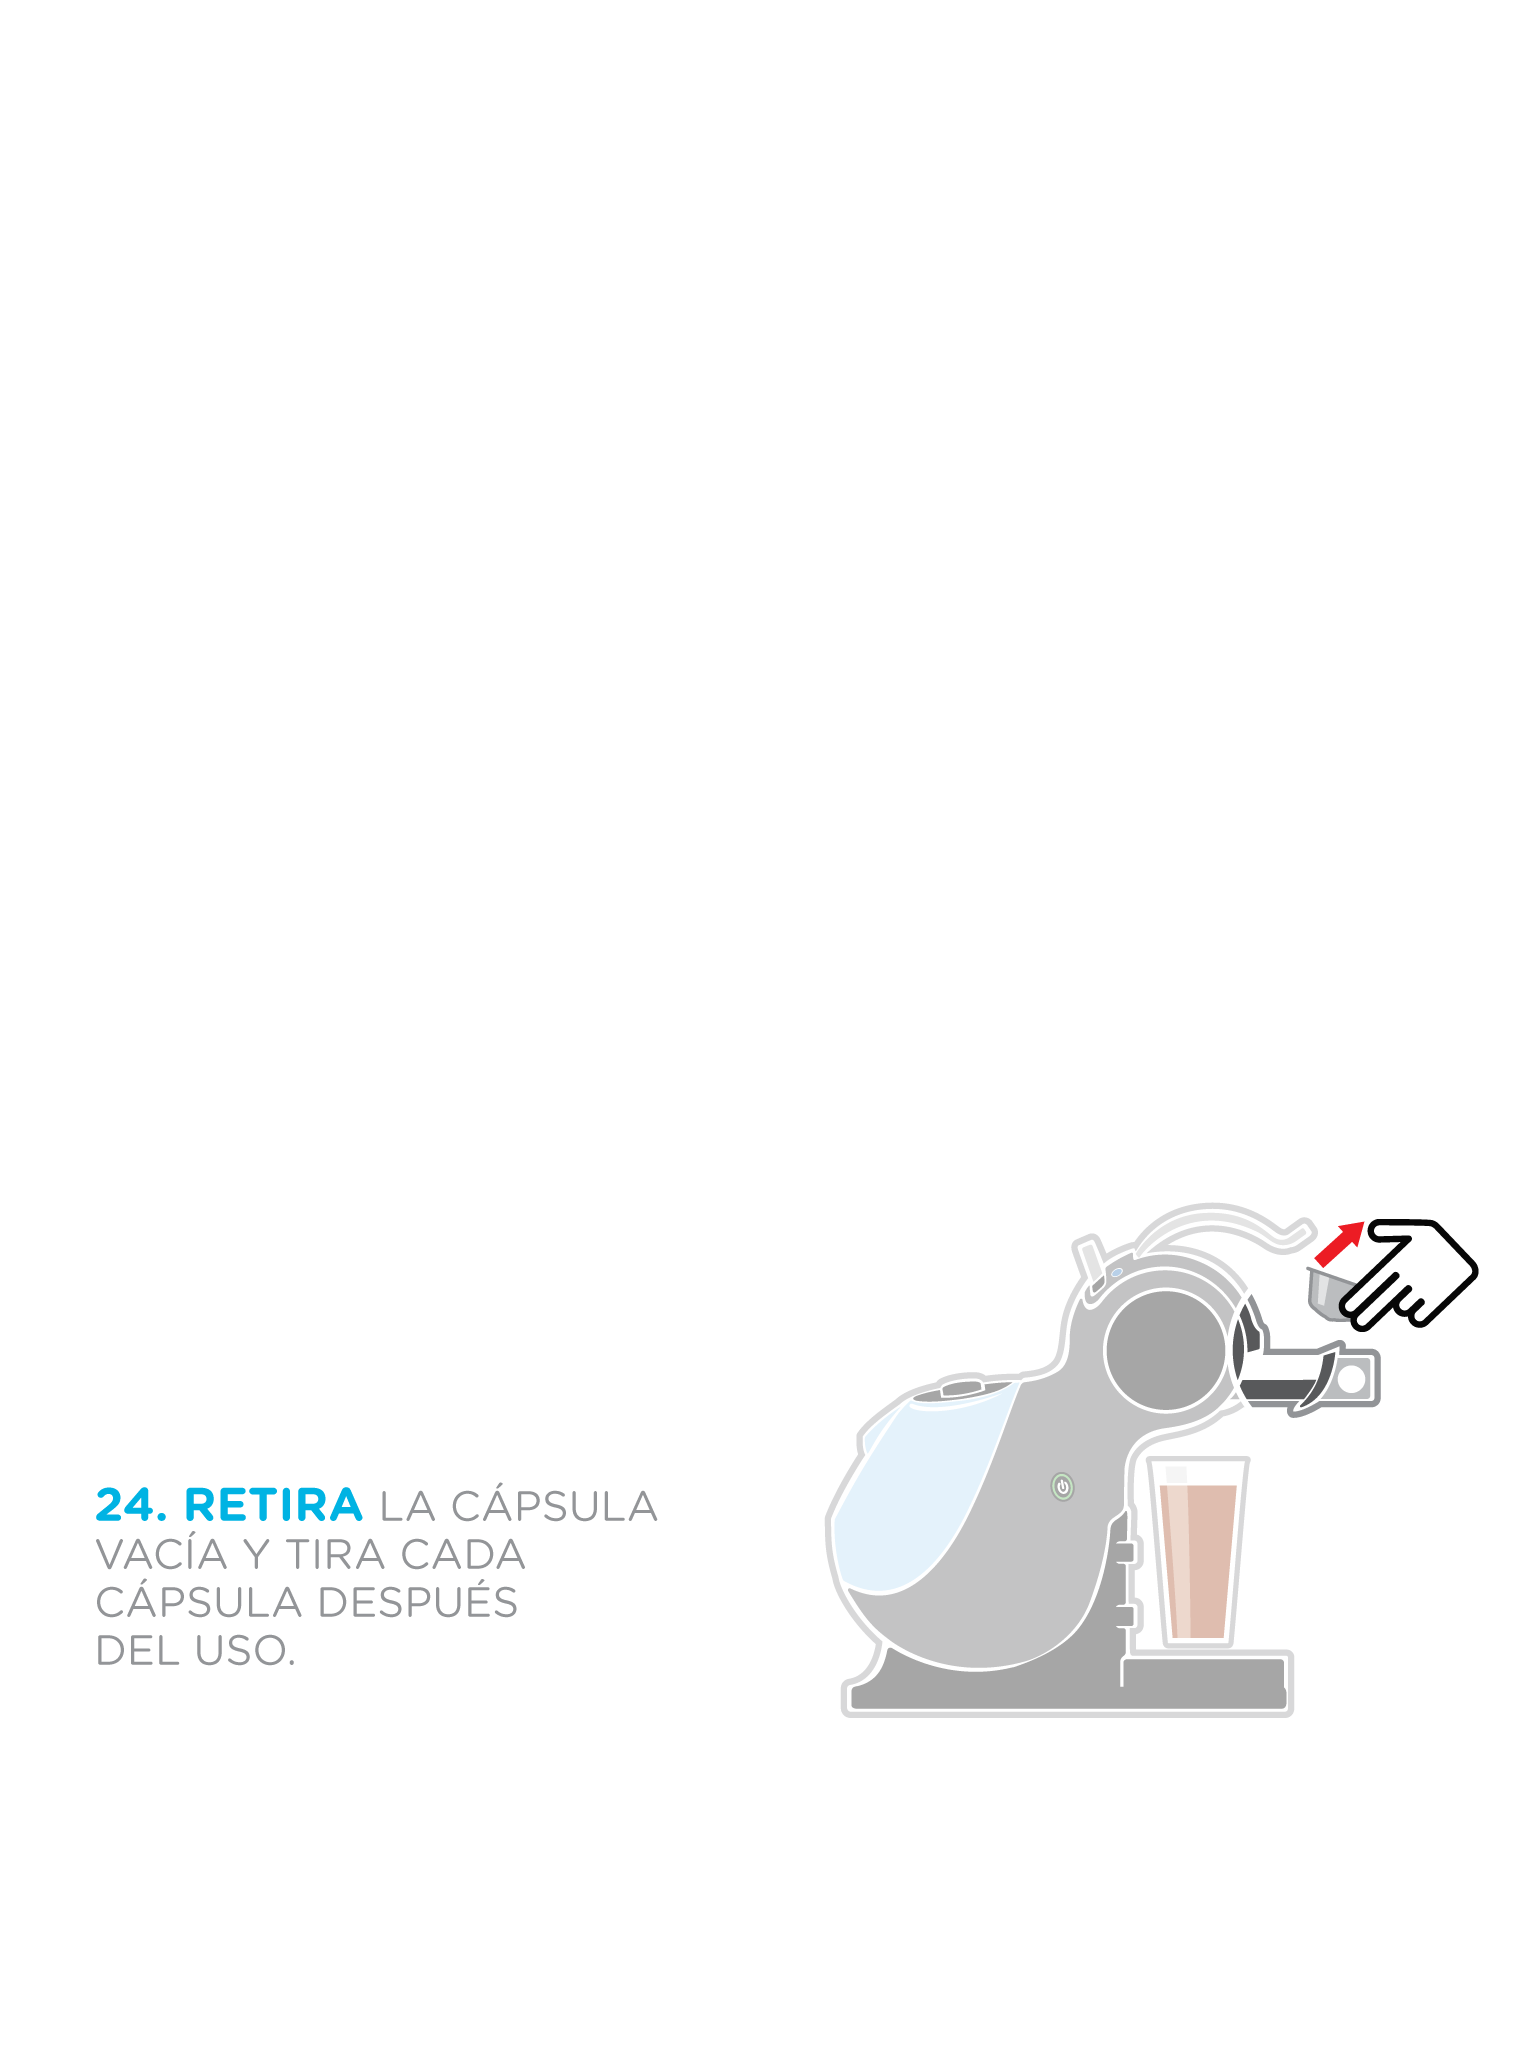 24. RETIRA LA CÁPSULA
VACÍA Y TIRA CADA
CÁPSULA DESPUÉS
DEL USO.